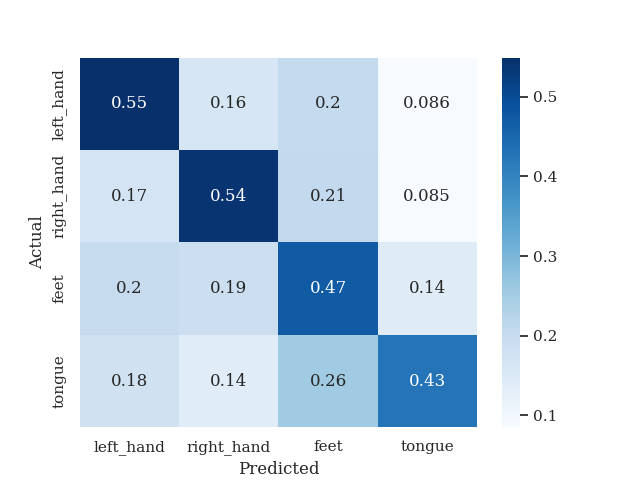 Actual
left_hand
0.55 0.16 0.2 0.086
right_hand
0.17 0.54 0.21 0.085
feet
0.2 0.19 0.47 0.14
tongue
0.18 0.14 0.26 0.43
left_hand right_hand feet tongue
Predicted
0.5
0.4
0.3
0.2
0.1